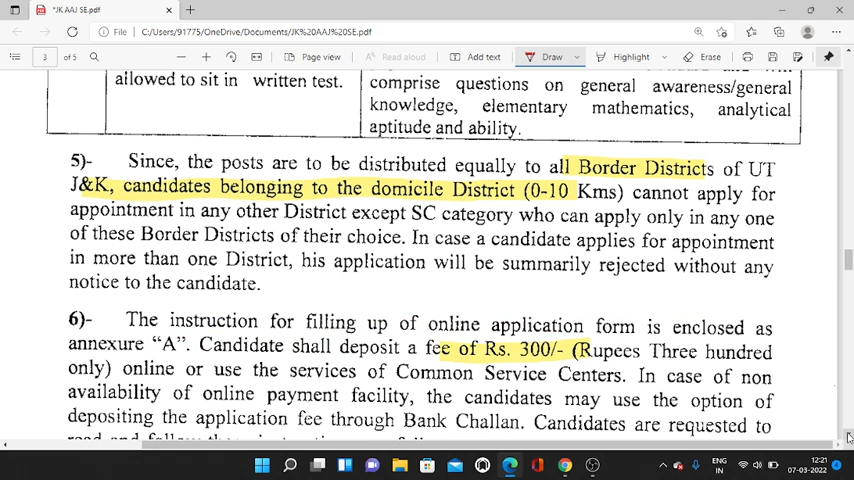 *JK AAJ SE.pdf
File
C:/Users/91775/OneDrive/Documents/JK%20AAJ%20SE.pdf
3 of 5
Page view
Read aloud
Add text
Draw
Highlight
Erase
allowed to sit in written test.
comprise questions on general awareness/general
knowledge, elementary mathematics, analytical
aptitude and ability.
5)- Since, the posts are to be distributed equally to all Border Districts of UT
J&K, candidates belonging to the domicile District (0-10 Kms) cannot apply for
appointment in any other District except SC category who can apply only in any one
of these Border Districts of their choice. In case a candidate applies for appointment
in more than one District, his application will be summarily rejected without any
notice to the candidate.
6)- The instruction for filling up of online application form is enclosed as
annexure “A”. Candidate shall deposit a fee of Rs. 300/- (Rupees Three hundred
only) online or use the services of Common Service Centers. In case of non
availability of online payment facility, the candidates may use the option of
depositing the application fee through Bank Challan. Candidates are requested to
ENG
IN
12:21
07-03-2022